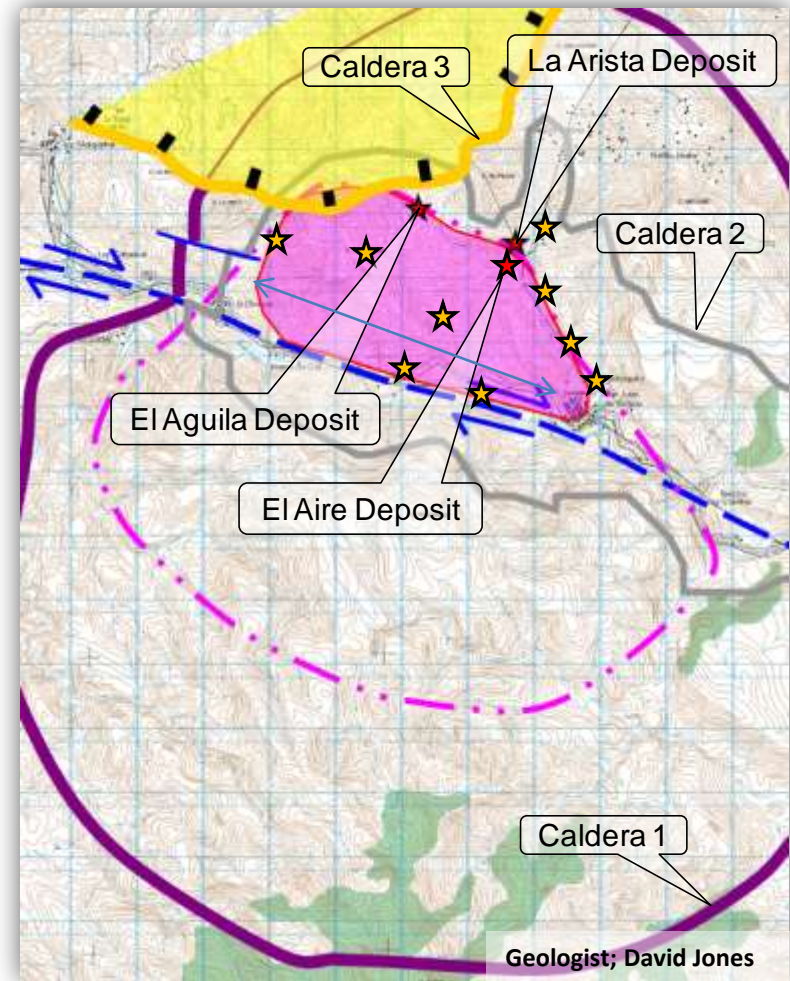 La Arista Deposit
Caldera 3
Caldera 2
El Aguila Deposit
El Aire Deposit
Caldera 1
Geologist; David Jones